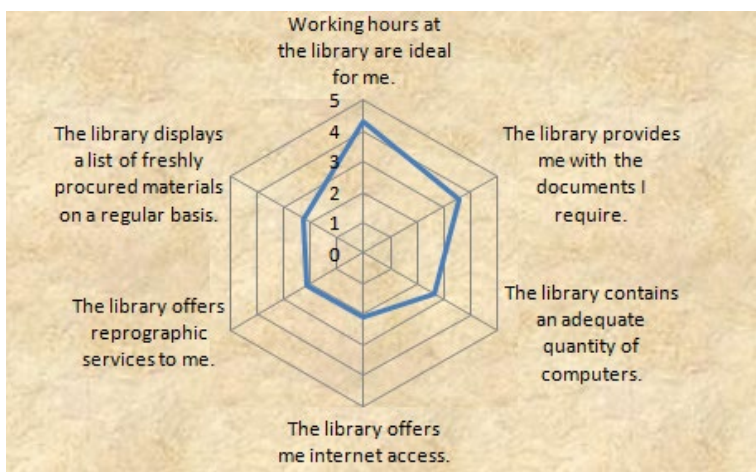 Working hours at
the library are ideal
for me.
5
4
3
2
1
0
The library provides
me with the
documents I
require.
The library contains
an adequate
quantity of
computers.
The library offers
me internet access.
The library offers
reprographic
services to me.
The library displays
a list of freshly
procured materials
on a regular basis.